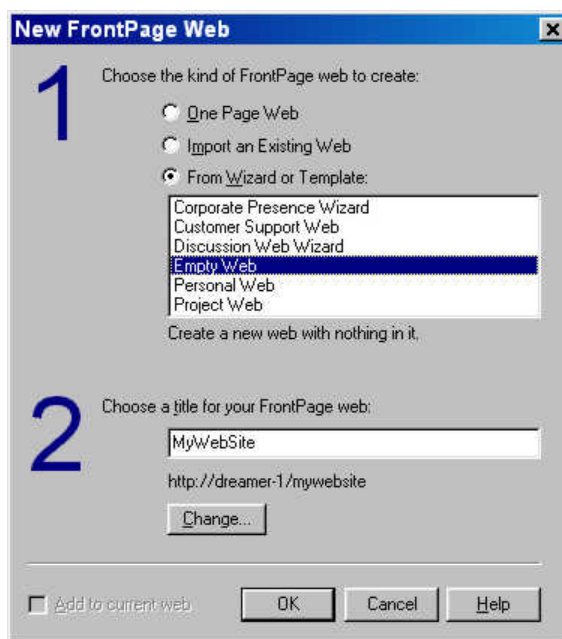 New FrontPage Web
1
Choose the kind of FrontPage web to create:
One Page Web
Import an Existing Web
From Wizard or Template:
Corporate Presence Wizard
Customer Support Web
Discussion Web Wizard
Empty Web
Personal Web
Project Web
Create a new web with nothing in it.
2
Choose a title for your FrontPage web:
MyWebSite
http://dreamer-1/mywebsite
Change...
Add to current web
OK
Cancel
Help